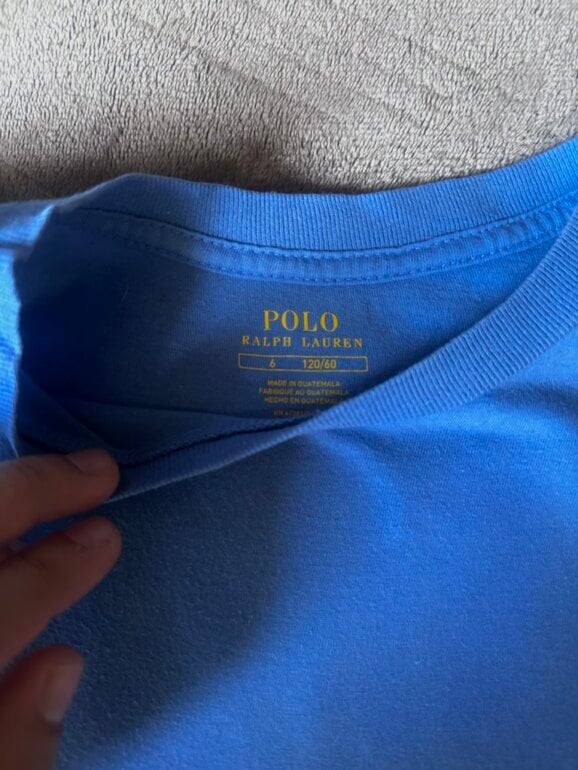 POLO
RALPH LAUREN
6 120/60
MADE IN GUATEMALA
FABRIQUÉ AU GUATEMALA
HECHO EN GUATEMALA